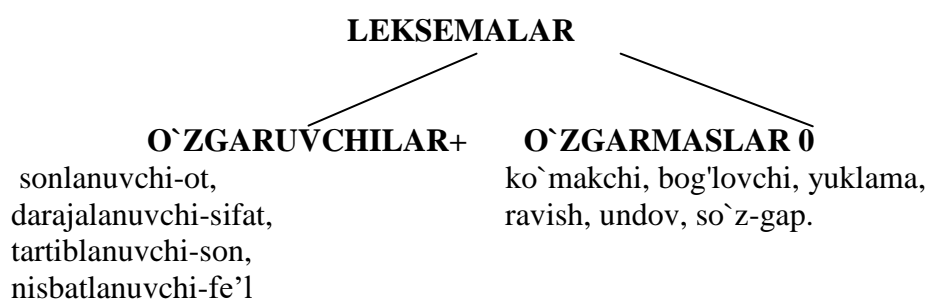 LEKSEMALAR
O`ZGARUVCHILAR+ O`ZGARMASLAR 0
sonlanuvchi-ot, ko`makchi, bog'lovchi, yuklama,
darajalanuvchi-sifat, ravish, undov, so`z-gap.
tartiblanuvchi-son,
nisbatlanuvchi-fe’l